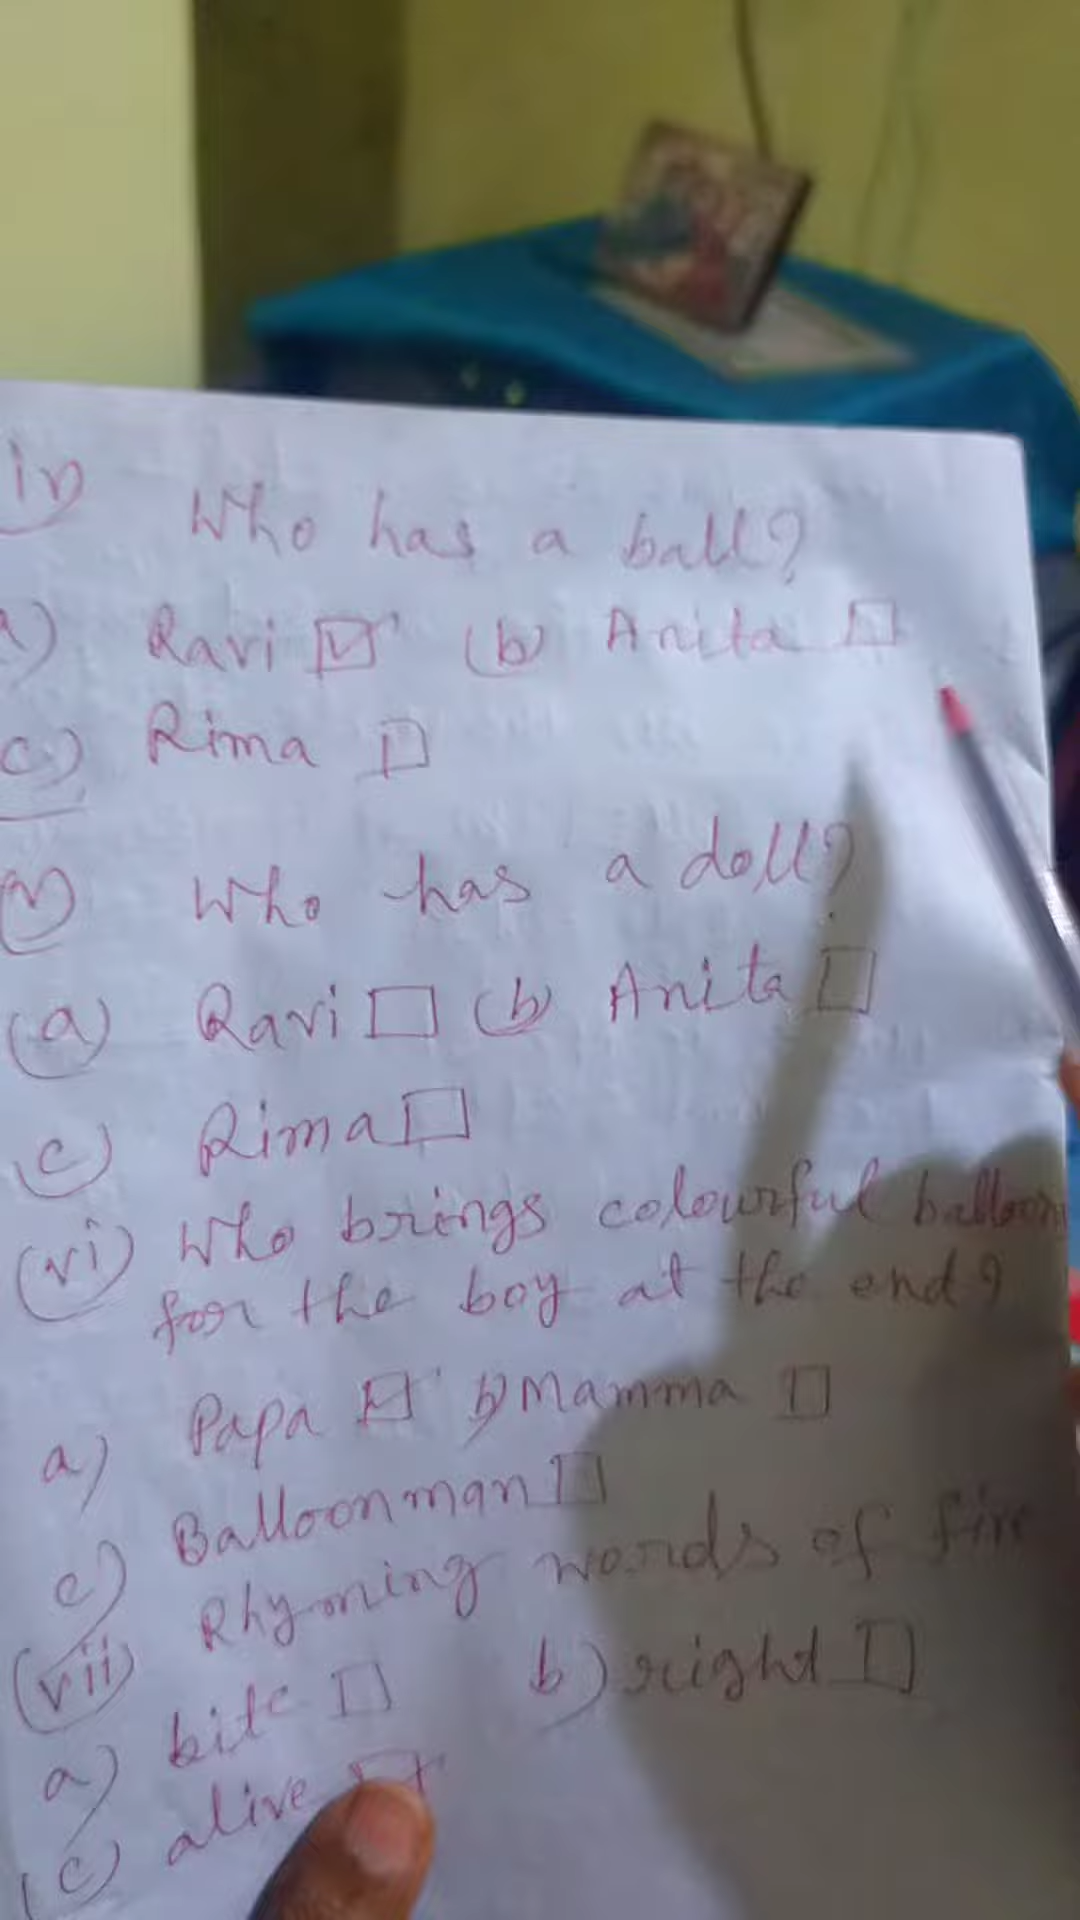 iv Who has a ball?
a) Ravi ☑ (b) Anita ☐
c) Rima ☐
v) Who has a doll?
(a) Ravi ☐ (b) Anita ☐
c) Rima ☐
(vi) Who brings colourful balloon
for the boy at the end?
a) Papa ☑ b) Mamma ☐
c) Balloonman ☐
(vii) Rhyming words of
a) bite ☐ b) right ☐
(c) alive